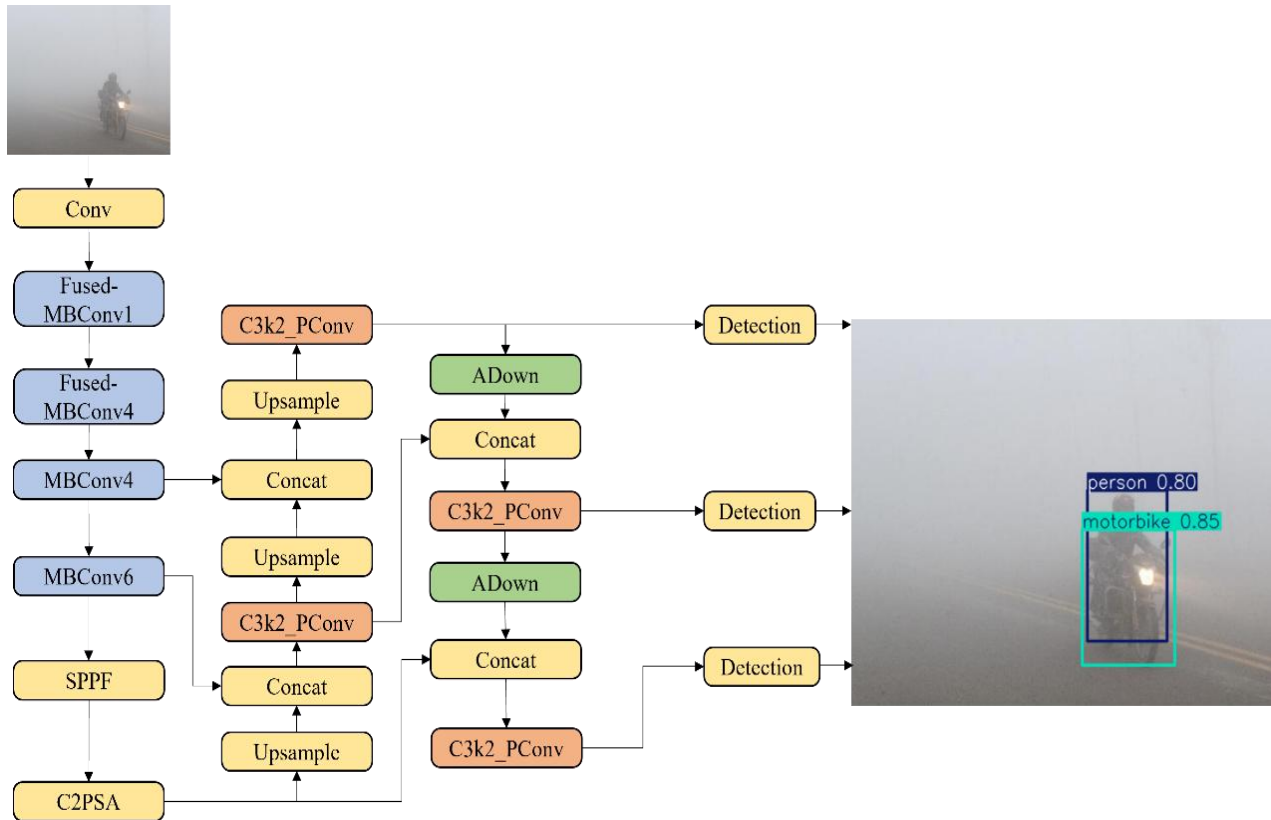 Conv
Fused-
MBConv1
Fused-
MBConv4
MBConv4
MBConv6
SPPF
C2PSA
C3k2_PConv
Upsample
Concat
Upsample
C3k2_PConv
Concat
Upsample
ADown
Concat
C3k2_PConv
ADown
Concat
C3k2_PConv
Detection
Detection
Detection
person 0.80
motorbike 0.85